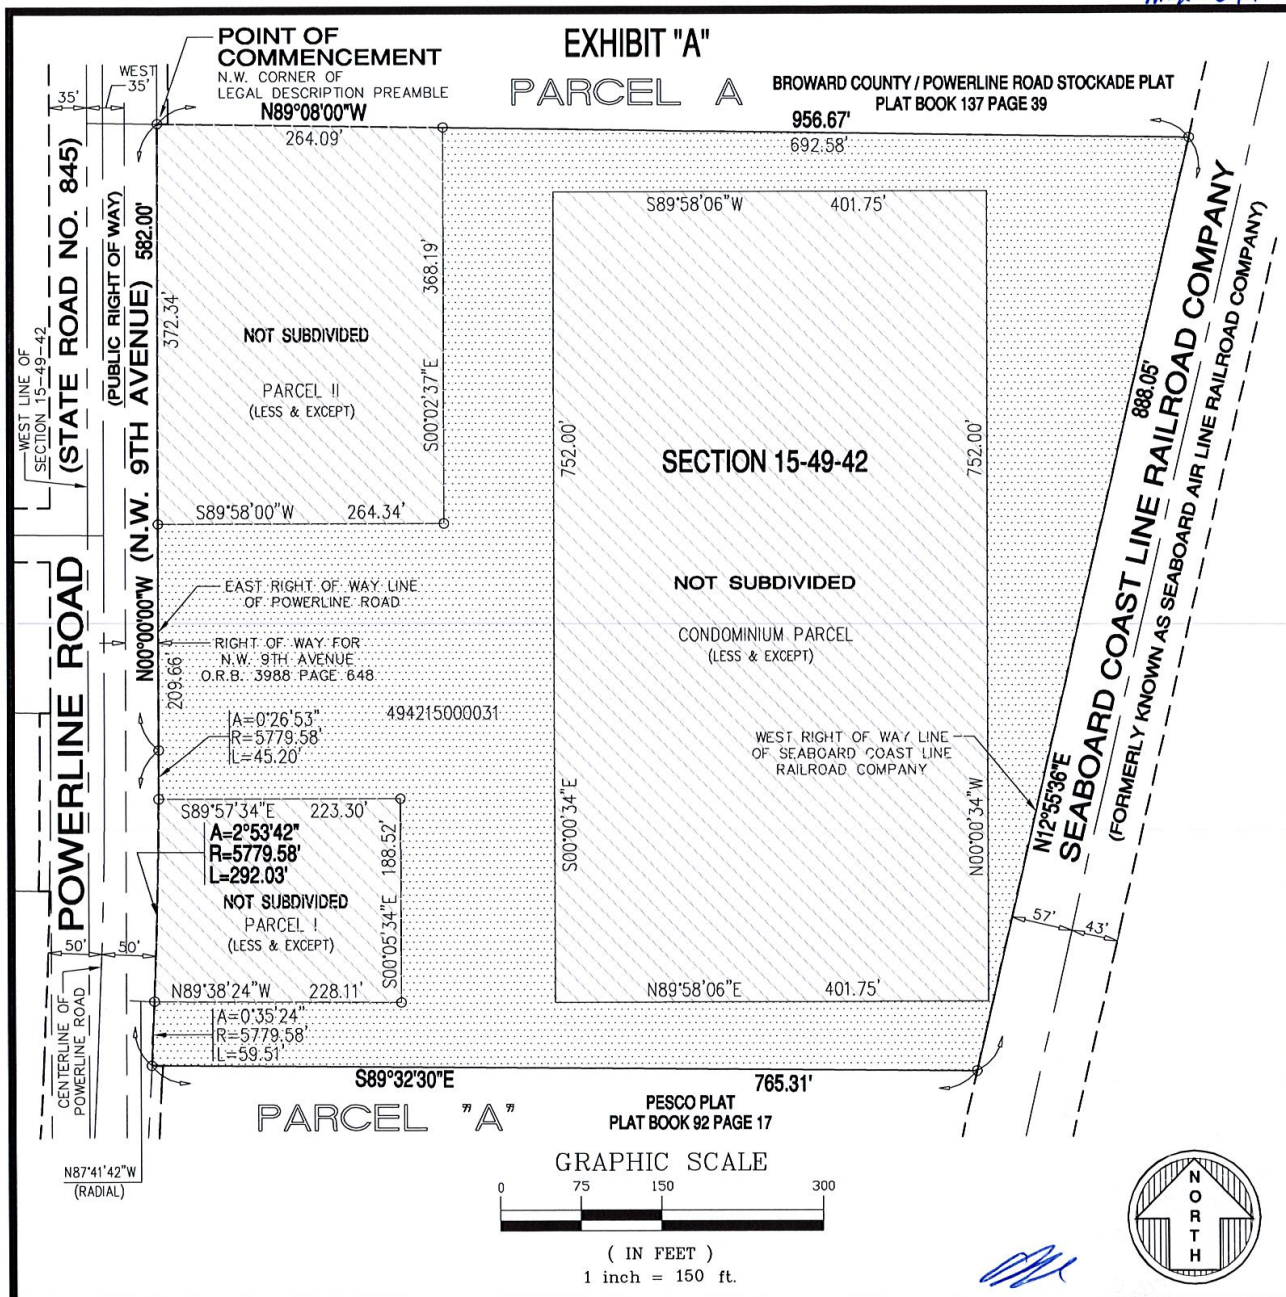 EXHIBIT "A"
POINT OF
COMMENCEMENT
N.W. CORNER OF
LEGAL DESCRIPTION PREAMBLE
PARCEL A
BROWARD COUNTY / POWERLINE ROAD STOCKADE PLAT
PLAT BOOK 137 PAGE 39
WEST
35'
35'
N89°08'00"W
956.67'
264.09'
692.58'
S89°58'06"W 401.75'
WEST LINE OF
SECTION 15-49-42
POWERLINE ROAD (STATE ROAD NO. 845)
(PUBLIC RIGHT OF WAY)
N00°00'00"W (N.W. 9TH AVENUE) 582.00'
372.34'
368.19'
S00°02'37"E
NOT SUBDIVIDED
PARCEL II
(LESS & EXCEPT)
S89°58'00"W 264.34'
752.00'
752.00'
SECTION 15-49-42
888.05'
SEABOARD COAST LINE RAILROAD COMPANY
(FORMERLY KNOWN AS SEABOARD AIR LINE RAILROAD COMPANY)
EAST RIGHT OF WAY LINE
OF POWERLINE ROAD
NOT SUBDIVIDED
CONDOMINIUM PARCEL
(LESS & EXCEPT)
RIGHT OF WAY FOR
N.W. 9TH AVENUE
O.R.B. 3988 PAGE 648
209.66'
494215000031
A=0°26'53"
R=5779.58'
L=45.20'
WEST RIGHT OF WAY LINE
OF SEABOARD COAST LINE
RAILROAD COMPANY
N12°55'36"E
S00°00'34"E
N00°00'34"W
S89°57'34"E 223.30'
A=2°53'42"
R=5779.58'
L=292.03'
S00°05'34"E 188.52'
NOT SUBDIVIDED
PARCEL I
(LESS & EXCEPT)
57'
43'
50'
50'
N89°38'24"W 228.11'
N89°58'06"E 401.75'
A=0°35'24"
R=5779.58'
L=59.51'
CENTERLINE OF
POWERLINE ROAD
S89°32'30"E
765.31'
PARCEL "A"
PESCO PLAT
PLAT BOOK 92 PAGE 17
N87°41'42"W
(RADIAL)
GRAPHIC SCALE
0 75 150 300
( IN FEET )
1 inch = 150 ft.
NORTH